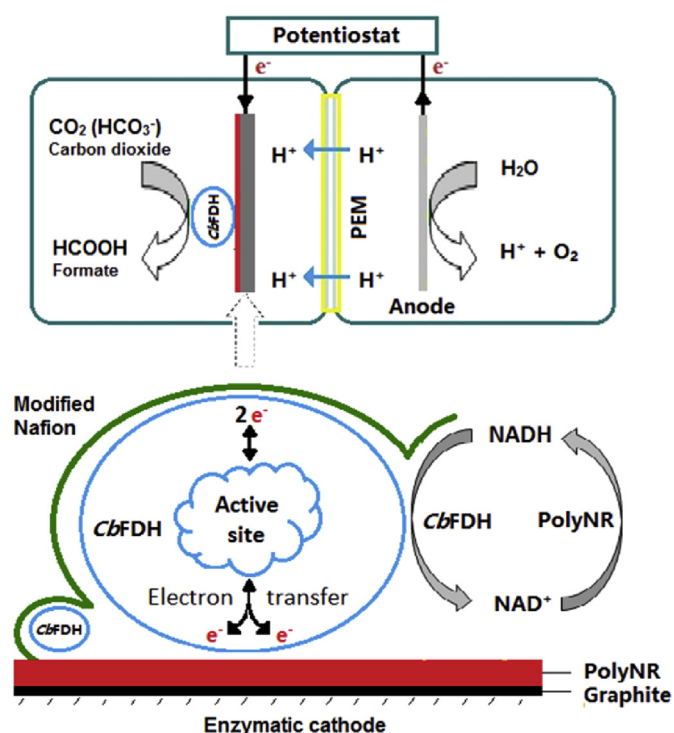 Potentiostat
e⁻
e⁻
CO₂ (HCO₃⁻)
Carbon dioxide
CbFDH
HCOOH
Formate
H⁺
H⁺
H⁺
H⁺
PEM
H₂O
H⁺ + O₂
Anode
Modified
Nafion
2 e⁻
CbFDH
Active
site
Electron transfer
e⁻ e⁻
CbFDH
NADH
CbFDH
PolyNR
NAD⁺
PolyNR
Graphite
Enzymatic cathode